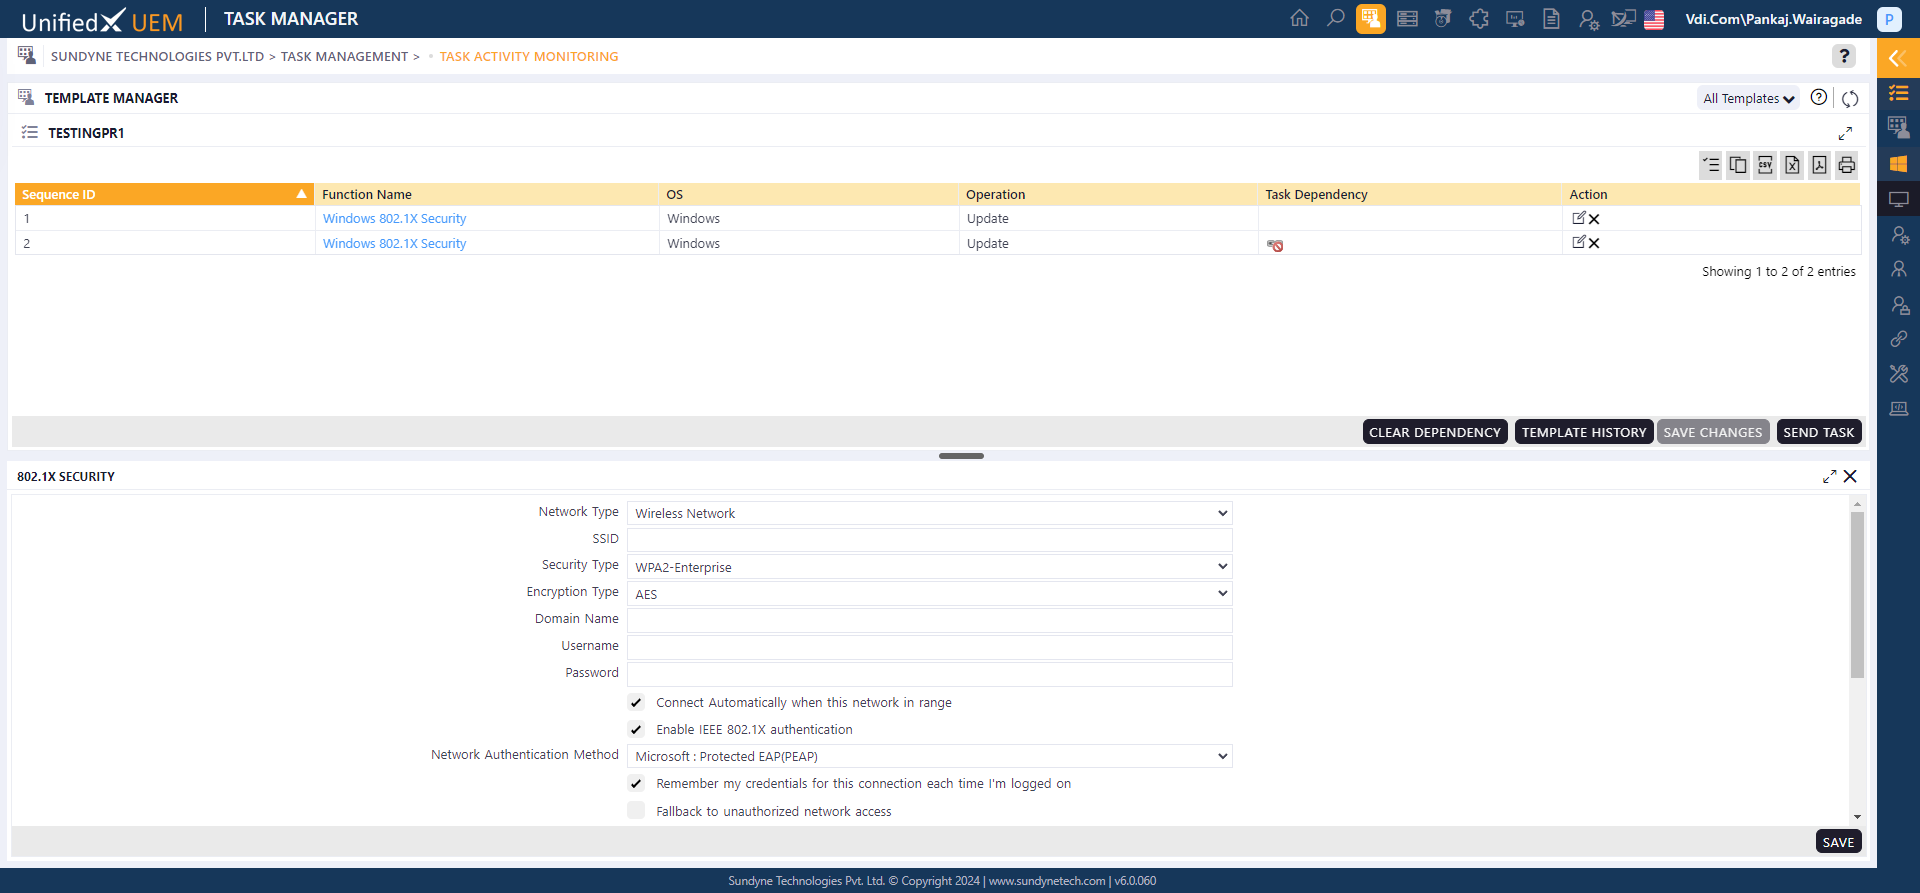 UnifiedX UEM TASK MANAGER Vdi.Com\Pankaj.Wairagade P
SUNDYNE TECHNOLOGIES PVT.LTD > TASK MANAGEMENT > • TASK ACTIVITY MONITORING ?
TEMPLATE MANAGER All Templates ?
TESTINGPR1
CSV
Sequence ID Function Name OS Operation Task Dependency Action
1 Windows 802.1X Security Windows Update
2 Windows 802.1X Security Windows Update
Showing 1 to 2 of 2 entries
CLEAR DEPENDENCY TEMPLATE HISTORY SAVE CHANGES SEND TASK
802.1X SECURITY
Network Type Wireless Network
SSID
Security Type WPA2-Enterprise
Encryption Type AES
Domain Name
Username
Password
Connect Automatically when this network in range
Enable IEEE 802.1X authentication
Network Authentication Method Microsoft : Protected EAP(PEAP)
Remember my credentials for this connection each time I'm logged on
Fallback to unauthorized network access
SAVE
Sundyne Technologies Pvt. Ltd. © Copyright 2024 | www.sundynetech.com | v6.0.060